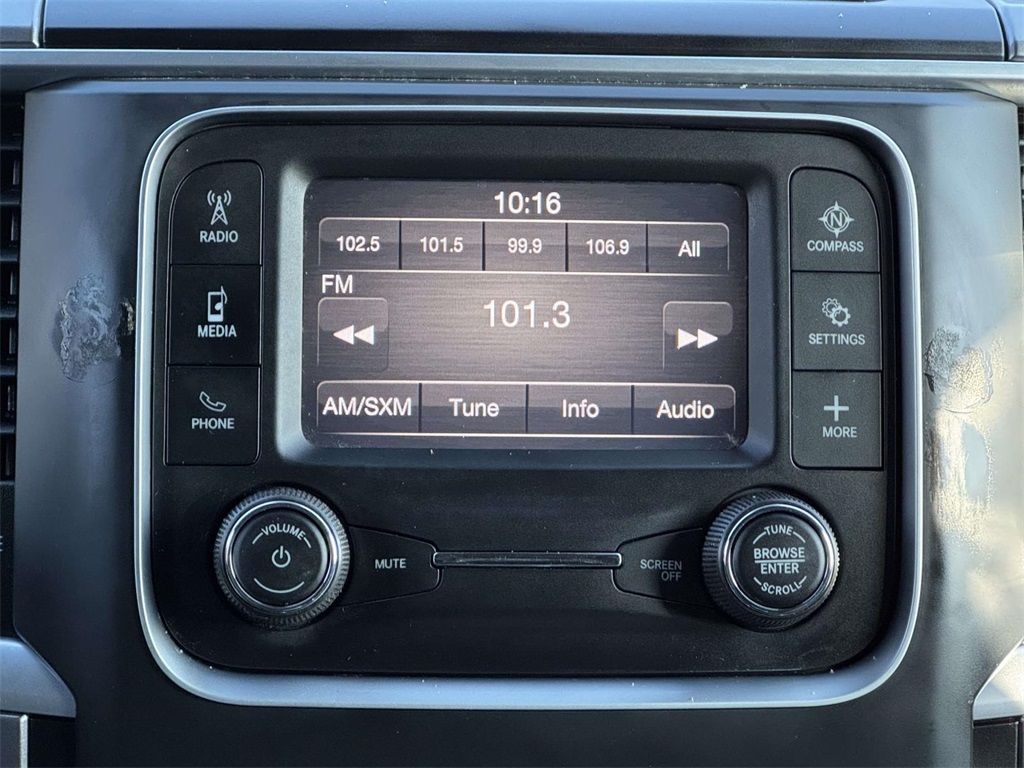 10:16
102.5 101.5 99.9 106.9 All
FM
101.3
AM/SXM Tune Info Audio
RADIO
MEDIA
PHONE
N
COMPASS
SETTINGS
MORE
VOLUME
MUTE
SCREEN
OFF
TUNE
BROWSE
ENTER
SCROLL